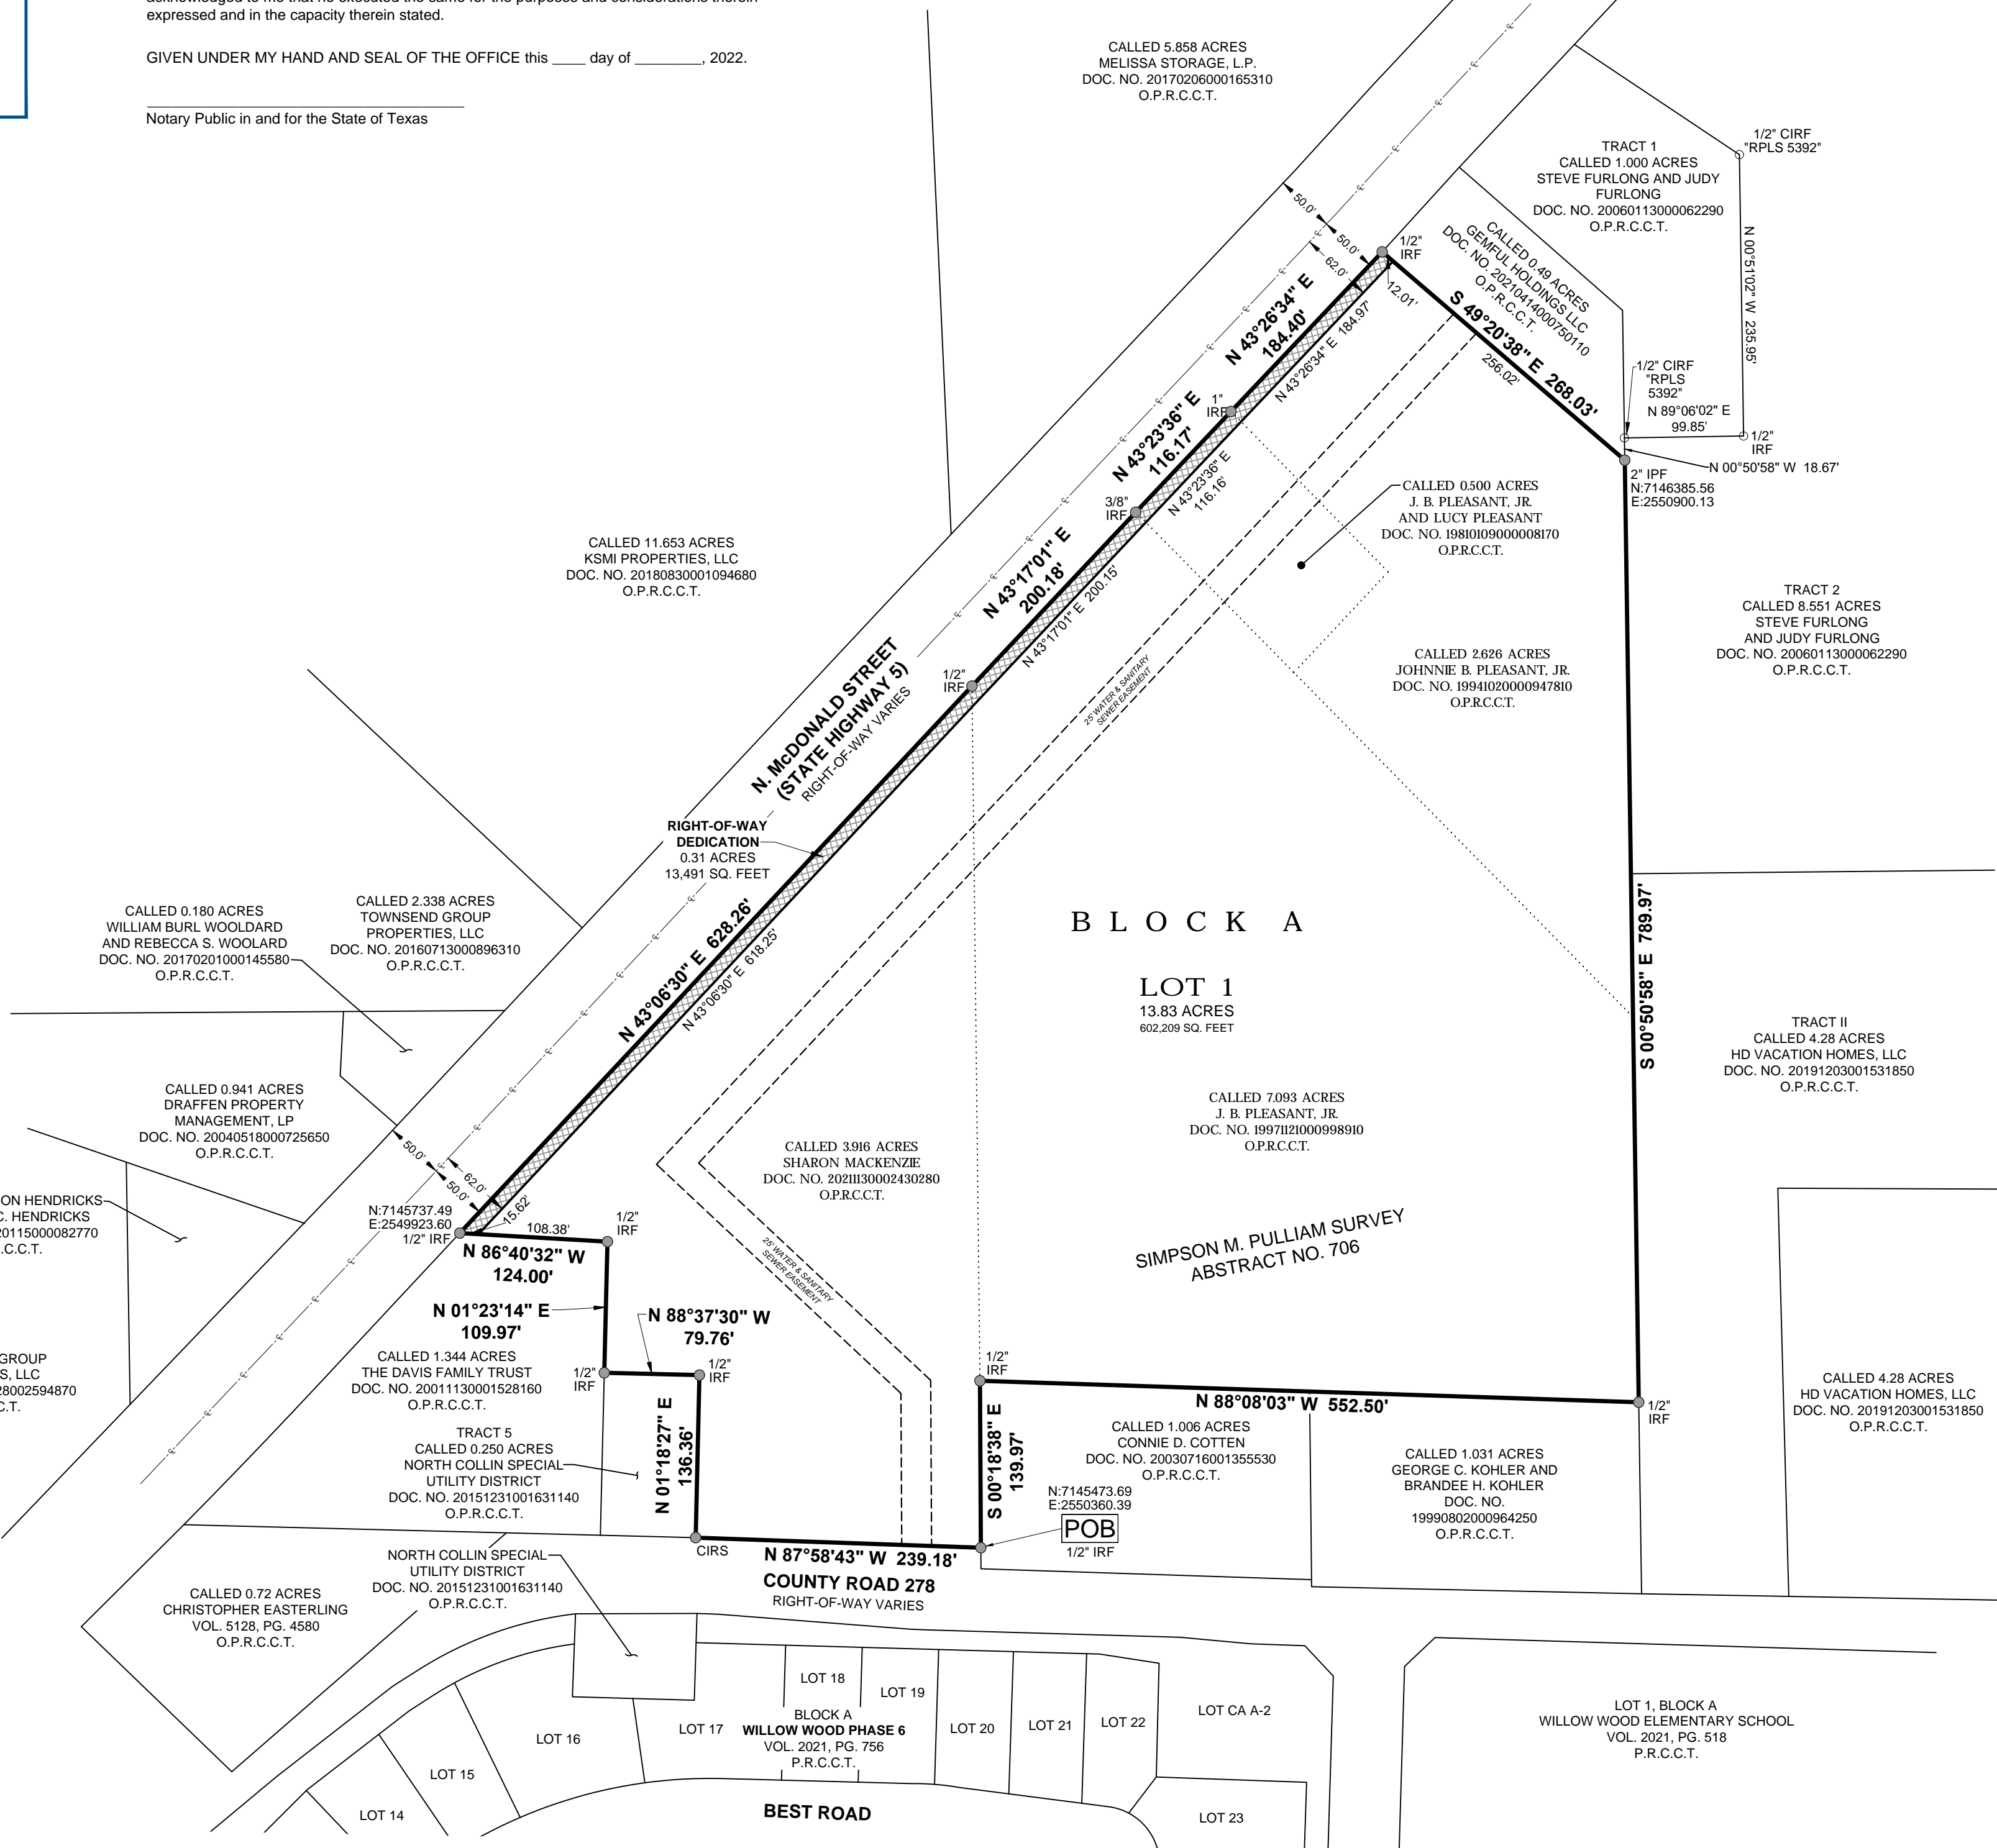 expressed and in the capacity therein stated.
GIVEN UNDER MY HAND AND SEAL OF THE OFFICE this ____ day of ________, 2022.
Notary Public in and for the State of Texas
CALLED 5.858 ACRES
MELISSA STORAGE, L.P.
DOC. NO. 20170206000165310
O.P.R.C.C.T.
1/2" CIRF
"RPLS 5392"
TRACT 1
CALLED 1.000 ACRES
STEVE FURLONG AND JUDY
FURLONG
DOC. NO. 20060113000062290
O.P.R.C.C.T.
N 00°51'02" W 235.95'
CALLED 0.49 ACRES
GEMFUL HOLDINGS LLC
DOC. NO. 20210414000750110
O.P.R.C.C.T.
50.0'
50.0'
62.0'
1/2"
IRF
12.01'
S 49°20'38" E 268.03'
256.02'
N 43°26'34" E
184.40'
N 43°26'34" E 184.97'
1/2" CIRF
"RPLS
5392"
N 89°06'02" E
99.85'
1/2"
IRF
N 00°50'58" W 18.67'
2" IPF
N:7146385.56
E:2550900.13
1"
IRF
N 43°23'36" E
116.17'
N 43°23'36" E
116.16'
3/8"
IRF
CALLED 0.500 ACRES
J. B. PLEASANT, JR.
AND LUCY PLEASANT
DOC. NO. 19810109000008170
O.P.R.C.C.T.
CALLED 11.653 ACRES
KSMI PROPERTIES, LLC
DOC. NO. 20180830001094680
O.P.R.C.C.T.
N 43°17'01" E
200.18'
N 43°17'01" E 200.15'
TRACT 2
CALLED 8.551 ACRES
STEVE FURLONG
AND JUDY FURLONG
DOC. NO. 20060113000062290
O.P.R.C.C.T.
CALLED 2.626 ACRES
JOHNNIE B. PLEASANT, JR.
DOC. NO. 19941020000947810
O.P.R.C.C.T.
1/2"
IRF
25' WATER & SANITARY
SEWER EASEMENT
N. McDONALD STREET
(STATE HIGHWAY 5)
RIGHT-OF-WAY VARIES
RIGHT-OF-WAY
DEDICATION
0.31 ACRES
13,491 SQ. FEET
CALLED 0.180 ACRES
WILLIAM BURL WOOLDARD
AND REBECCA S. WOOLARD
DOC. NO. 20170201000145580
O.P.R.C.C.T.
CALLED 2.338 ACRES
TOWNSEND GROUP
PROPERTIES, LLC
DOC. NO. 20160713000896310
O.P.R.C.C.T.
N 43°06'30" E 628.26'
N 43°06'30" E 618.25'
BLOCK A
LOT 1
13.83 ACRES
602,209 SQ. FEET
S 00°50'58" E 789.97'
TRACT II
CALLED 4.28 ACRES
HD VACATION HOMES, LLC
DOC. NO. 20191203001531850
O.P.R.C.C.T.
CALLED 0.941 ACRES
DRAFFEN PROPERTY
MANAGEMENT, LP
DOC. NO. 20040518000725650
O.P.R.C.C.T.
CALLED 7.093 ACRES
J. B. PLEASANT, JR.
DOC. NO. 19971121000998910
O.P.R.C.C.T.
CALLED 3.916 ACRES
SHARON MACKENZIE
DOC. NO. 20211130002430280
O.P.R.C.C.T.
50.0'
62.0'
50.0'
ON HENDRICKS
C. HENDRICKS
20115000082770
.C.C.T.
N:7145737.49
E:2549923.60
1/2" IRF
15.62'
108.38'
1/2"
IRF
N 86°40'32" W
124.00'
SIMPSON M. PULLIAM SURVEY
ABSTRACT NO. 706
25' WATER & SANITARY
SEWER EASEMENT
N 01°23'14" E
109.97'
N 88°37'30" W
79.76'
GROUP
S, LLC
28002594870
C.T.
CALLED 1.344 ACRES
THE DAVIS FAMILY TRUST
DOC. NO. 20011130001528160
O.P.R.C.C.T.
1/2"
IRF
1/2"
IRF
1/2"
IRF
N 88°08'03" W 552.50'
1/2"
IRF
CALLED 4.28 ACRES
HD VACATION HOMES, LLC
DOC. NO. 20191203001531850
O.P.R.C.C.T.
TRACT 5
CALLED 0.250 ACRES
NORTH COLLIN SPECIAL
UTILITY DISTRICT
DOC. NO. 20151231001631140
O.P.R.C.C.T.
N 01°18'27" E
136.36'
S 00°18'38" E
139.97'
CALLED 1.006 ACRES
CONNIE D. COTTEN
DOC. NO. 20030716001355530
O.P.R.C.C.T.
CALLED 1.031 ACRES
GEORGE C. KOHLER AND
BRANDEE H. KOHLER
DOC. NO.
19990802000964250
O.P.R.C.C.T.
N:7145473.69
E:2550360.39
POB
1/2" IRF
CIRS
N 87°58'43" W 239.18'
COUNTY ROAD 278
RIGHT-OF-WAY VARIES
NORTH COLLIN SPECIAL
UTILITY DISTRICT
DOC. NO. 20151231001631140
O.P.R.C.C.T.
CALLED 0.72 ACRES
CHRISTOPHER EASTERLING
VOL. 5128, PG. 4580
O.P.R.C.C.T.
LOT 18
LOT 19
LOT 16
LOT 17
BLOCK A
WILLOW WOOD PHASE 6
VOL. 2021, PG. 756
P.R.C.C.T.
LOT 20
LOT 21
LOT 22
LOT CA A-2
LOT 1, BLOCK A
WILLOW WOOD ELEMENTARY SCHOOL
VOL. 2021, PG. 518
P.R.C.C.T.
LOT 15
LOT 14
BEST ROAD
LOT 23